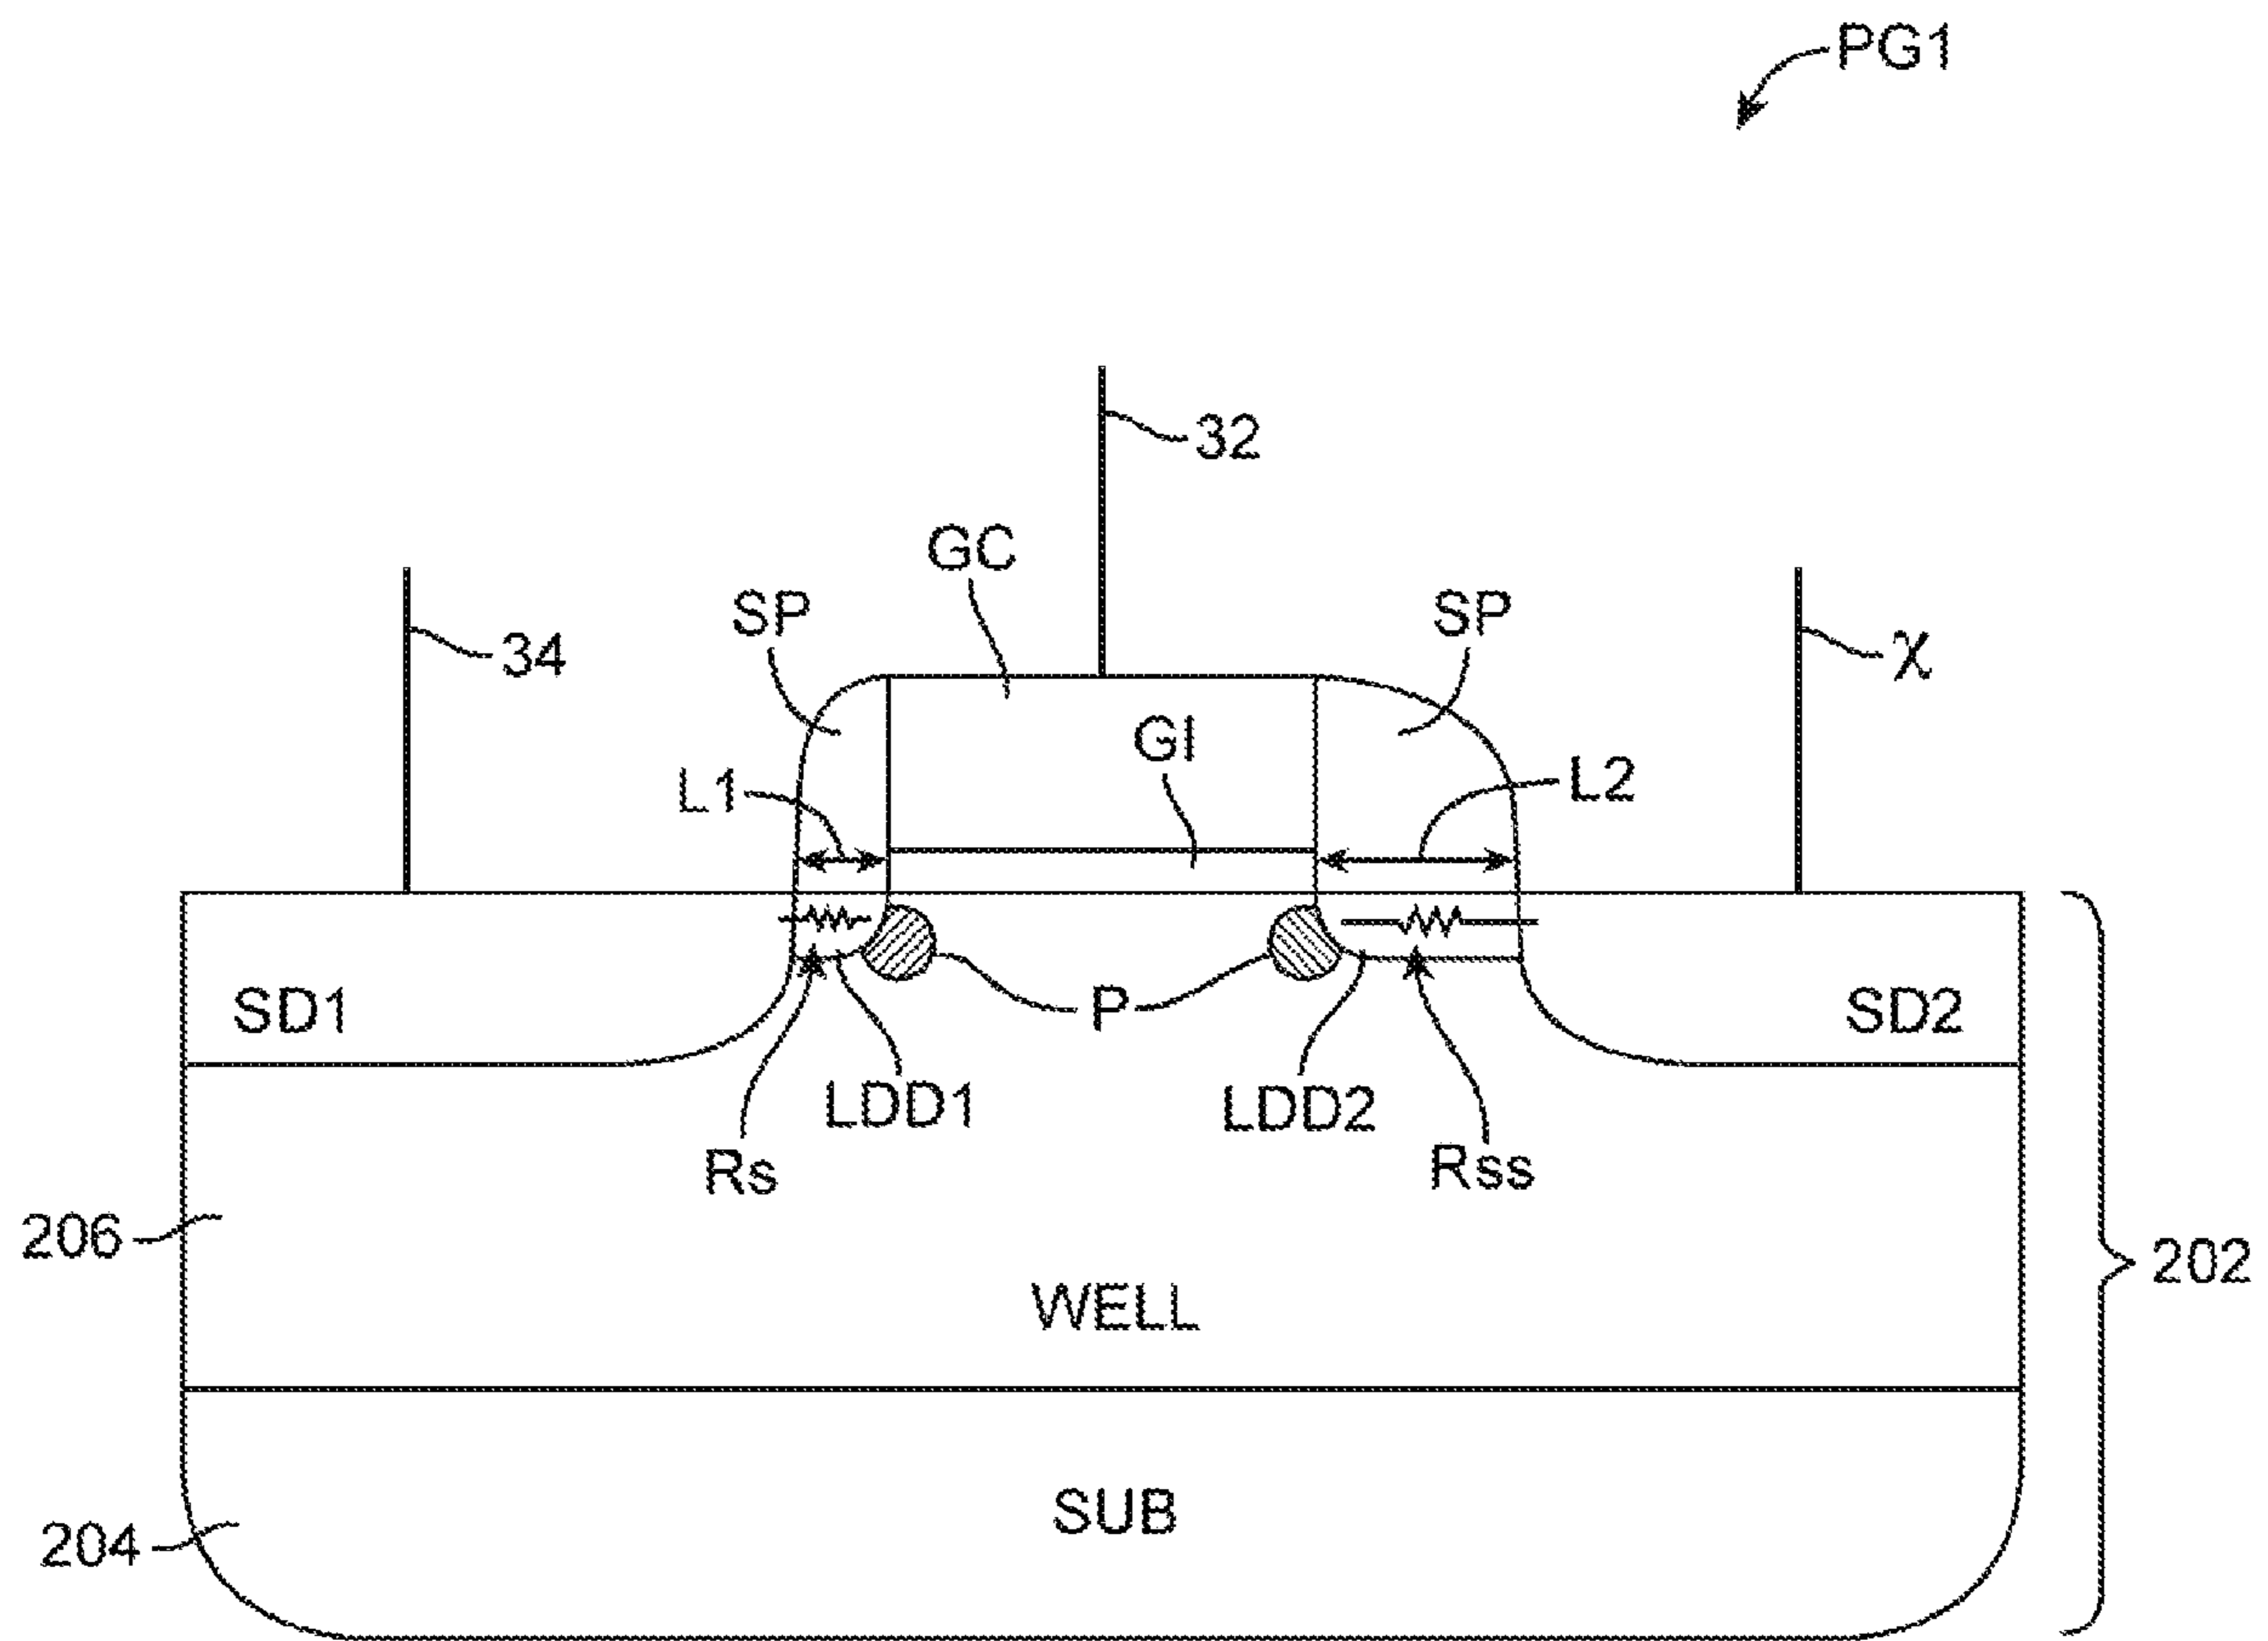 PG1
32
GC
SP
SP
34
χ
GI
L1
L2
SD1
P
SD2
LDD1
LDD2
Rs
Rss
206
202
WELL
SUB
204